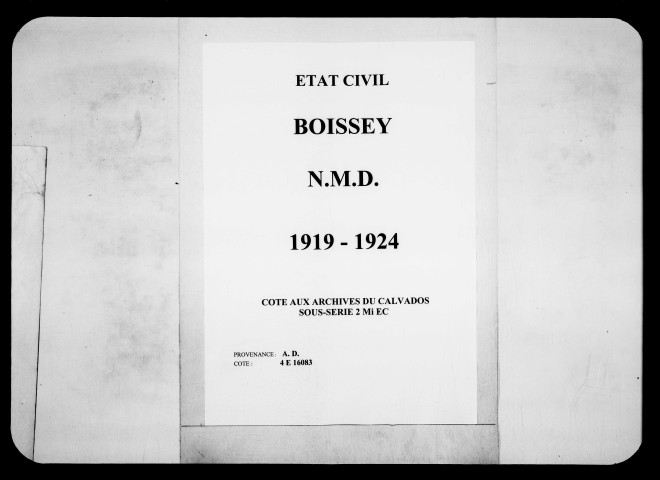 ETAT CIVIL
BOISSEY
N.M.D.
1919 - 1924
COTE AUX ARCHIVES DU CALVADOS
SOUS-SERIE 2 Mi EC
PROVENANCE : A. D.
COTE : 4 E 16083